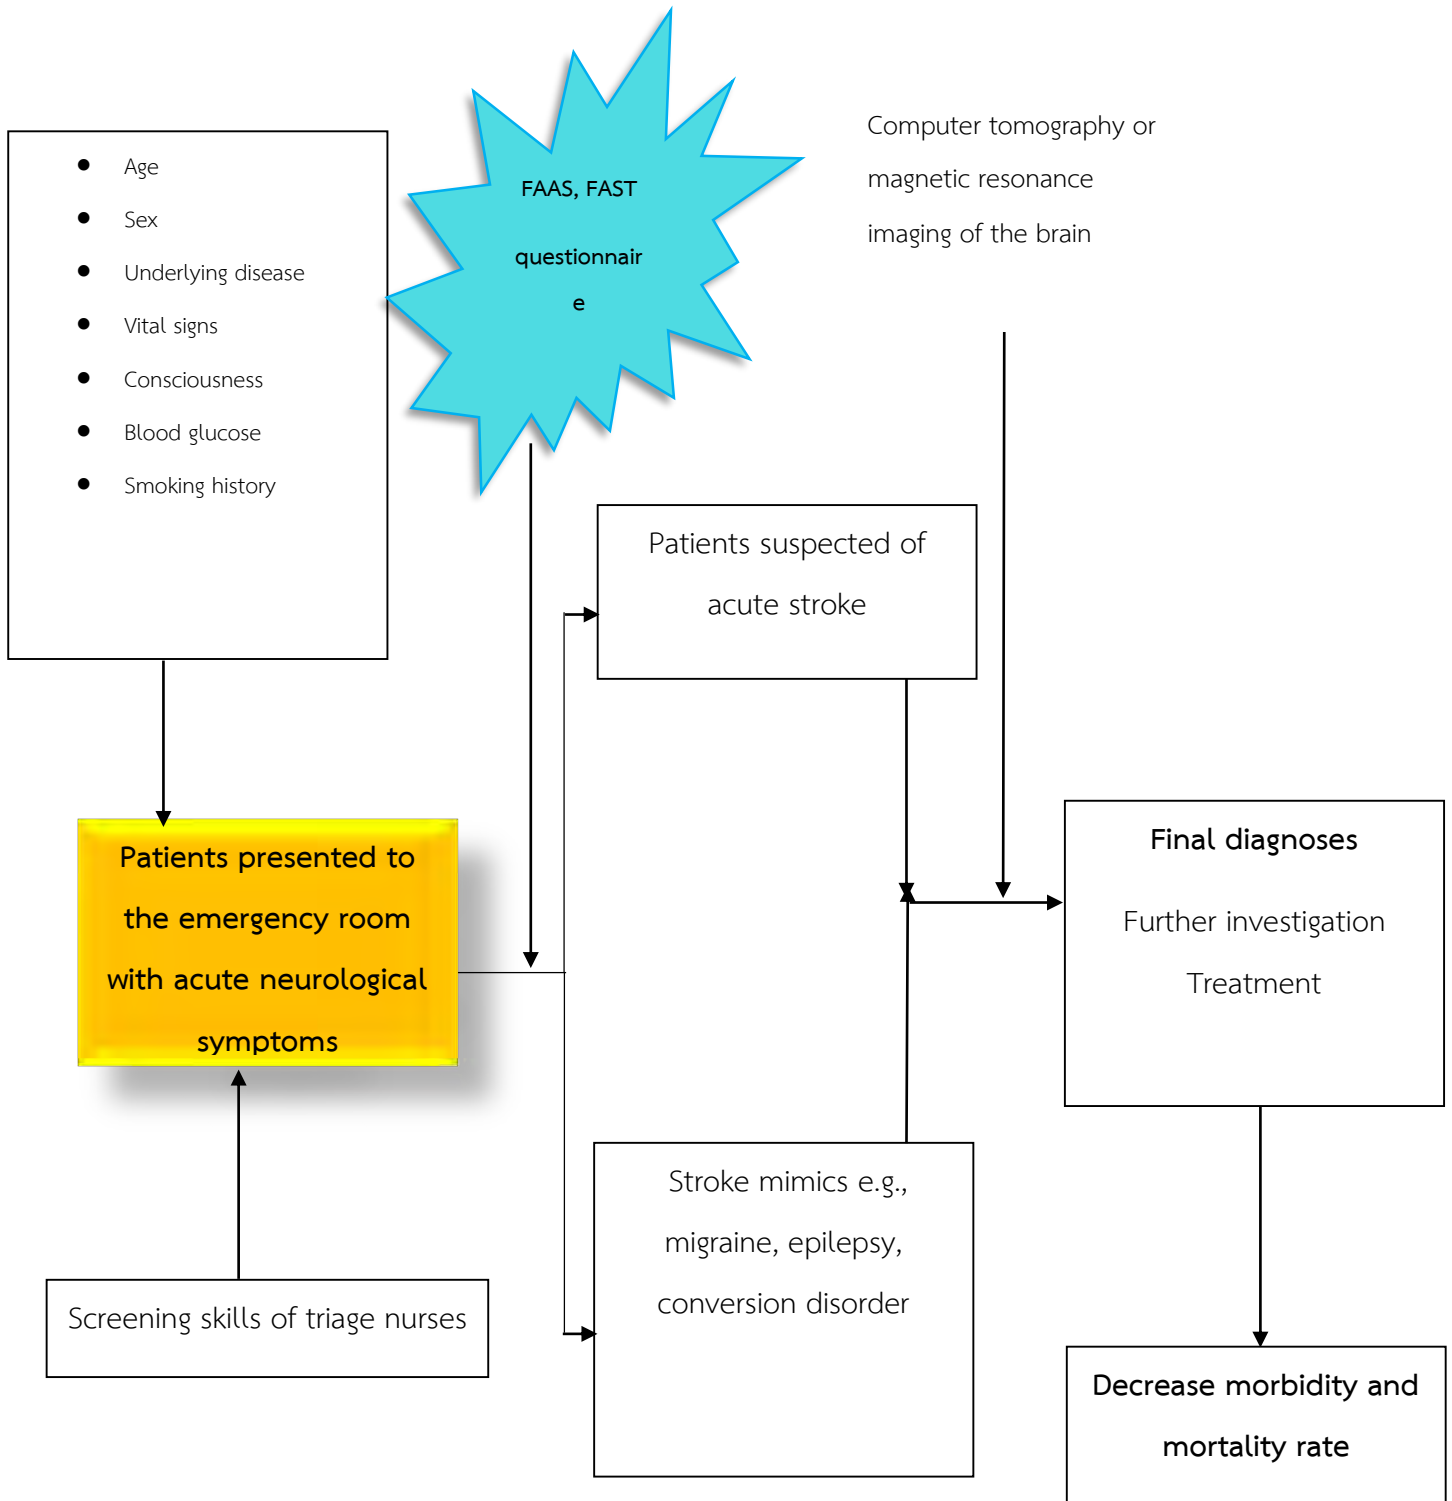 Age
Sex
Underlying disease
Vital signs
Consciousness
Blood glucose
Smoking history
FAAS, FAST
questionnair
e
Computer tomography or
magnetic resonance
imaging of the brain
Patients suspected of
acute stroke
Patients presented to
the emergency room
with acute neurological
symptoms
Final diagnoses
Further investigation
Treatment
Stroke mimics e.g.,
migraine, epilepsy,
conversion disorder
Screening skills of triage nurses
Decrease morbidity and
mortality rate